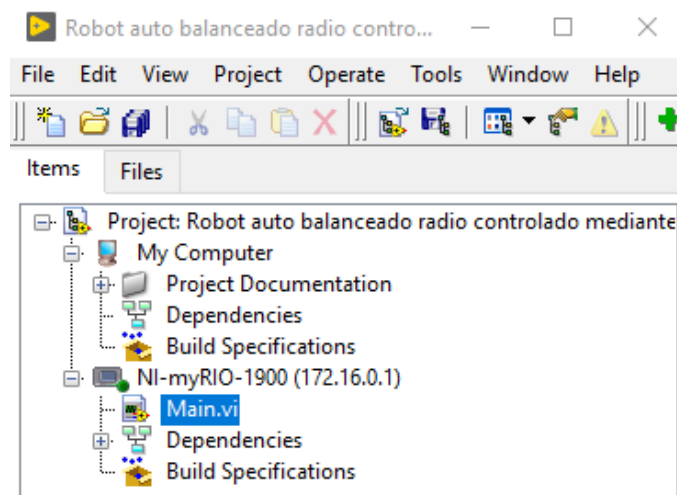 Robot auto balanceado radio contro...
File Edit View Project Operate Tools Window Help
Items Files
Project: Robot auto balanceado radio controlado mediante
My Computer
Project Documentation
Dependencies
Build Specifications
NI-myRIO-1900 (172.16.0.1)
Main.vi
Dependencies
Build Specifications